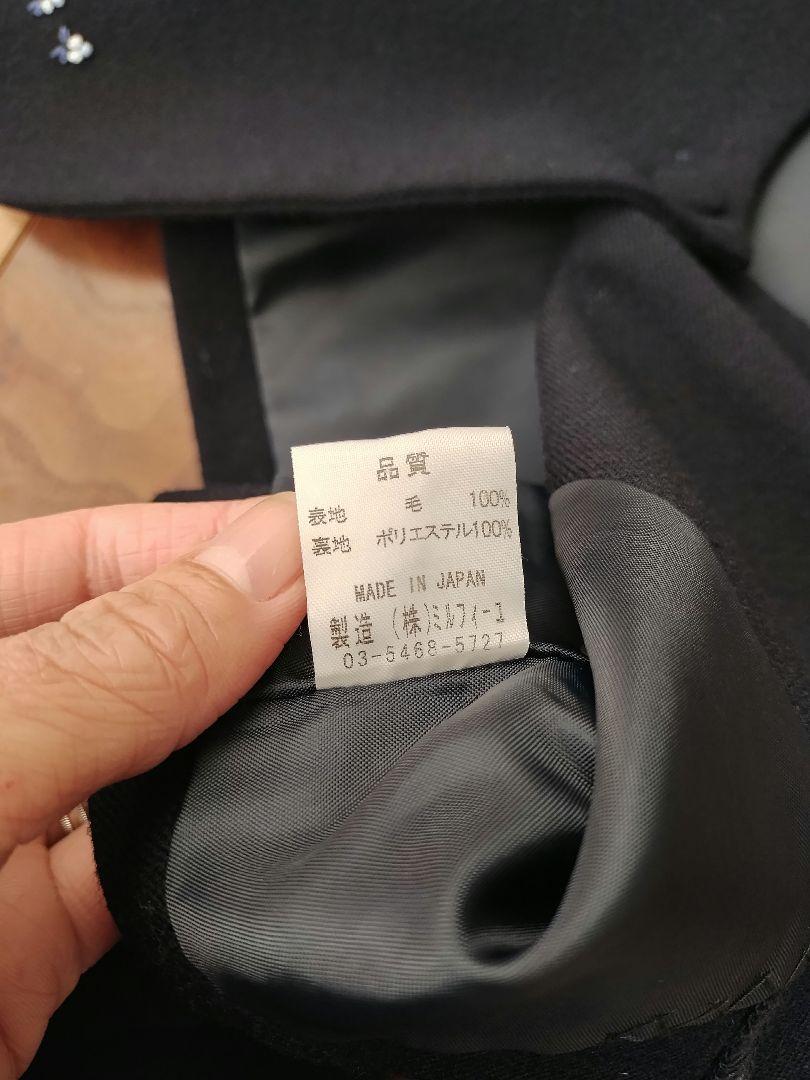 品質
表地 毛 100%
裏地 ポリエステル100%
MADE IN JAPAN
製造 (株)ミルフィーユ
03-5468-5727